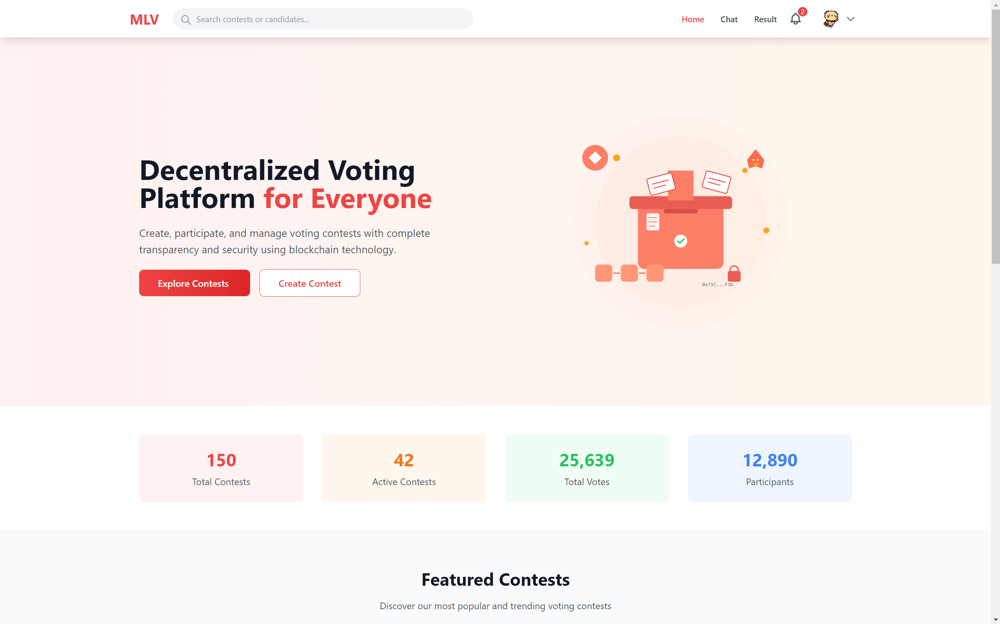 MLV
Search contests or candidates...
Home
Chat
Result
2
Decentralized Voting
Platform for Everyone
Create, participate, and manage voting contests with complete
transparency and security using blockchain technology.
Explore Contests
Create Contest
0x71C...F3D
150
Total Contests
42
Active Contests
25,639
Total Votes
12,890
Participants
Featured Contests
Discover our most popular and trending voting contests